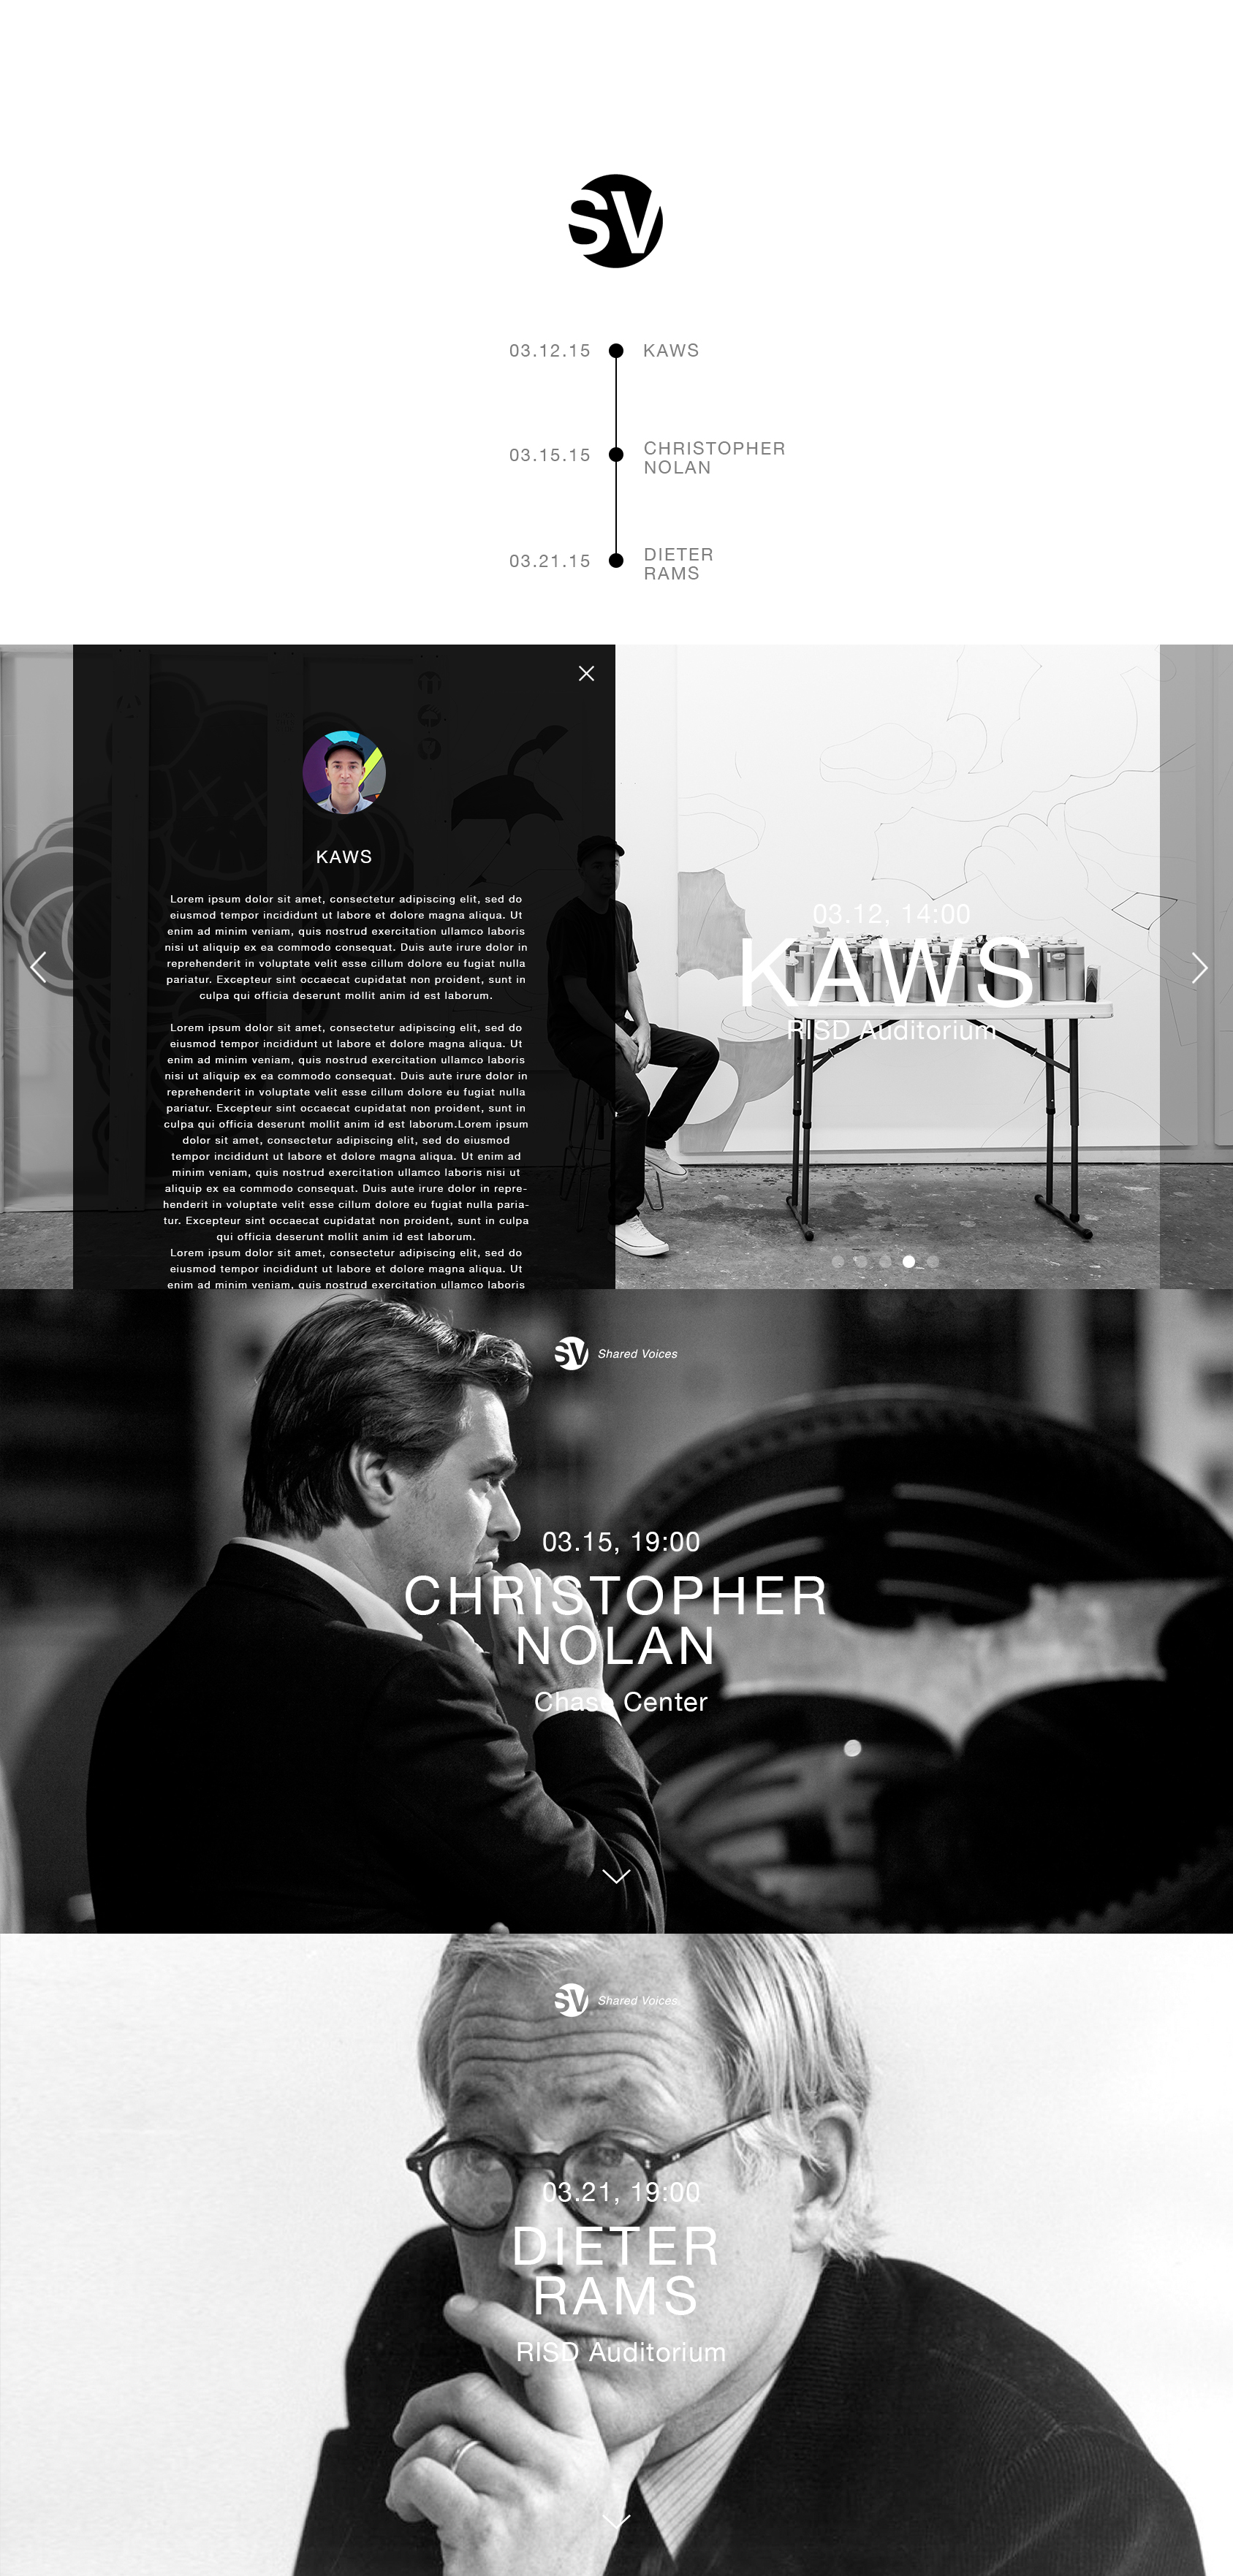 SV
03.12.15
KAWS
03.15.15
CHRISTOPHER
NOLAN
03.21.15
DIETER
RAMS
KAWS
Lorem ipsum dolor sit amet, consectetur adipiscing elit, sed do
eiusmod tempor incididunt ut labore et dolore magna aliqua. Ut
enim ad minim veniam, quis nostrud exercitation ullamco laboris
nisi ut aliquip ex ea commodo consequat. Duis aute irure dolor in
reprehenderit in voluptate velit esse cillum dolore eu fugiat nulla
pariatur. Excepteur sint occaecat cupidatat non proident, sunt in
culpa qui officia deserunt mollit anim id est laborum.
Lorem ipsum dolor sit amet, consectetur adipiscing elit, sed do
eiusmod tempor incididunt ut labore et dolore magna aliqua. Ut
enim ad minim veniam, quis nostrud exercitation ullamco laboris
nisi ut aliquip ex ea commodo consequat. Duis aute irure dolor in
reprehenderit in voluptate velit esse cillum dolore eu fugiat nulla
pariatur. Excepteur sint occaecat cupidatat non proident, sunt in
culpa qui officia deserunt mollit anim id est laborum.Lorem ipsum
dolor sit amet, consectetur adipiscing elit, sed do eiusmod
tempor incididunt ut labore et dolore magna aliqua. Ut enim ad
minim veniam, quis nostrud exercitation ullamco laboris nisi ut
aliquip ex ea commodo consequat. Duis aute irure dolor in repre-
henderit in voluptate velit esse cillum dolore eu fugiat nulla paria-
tur. Excepteur sint occaecat cupidatat non proident, sunt in culpa
qui officia deserunt mollit anim id est laborum.
Lorem ipsum dolor sit amet, consectetur adipiscing elit, sed do
eiusmod tempor incididunt ut labore et dolore magna aliqua. Ut
enim ad minim veniam, quis nostrud exercitation ullamco laboris
03.12, 14:00
KAWS
RISD Auditorium
SV Shared Voices
03.15, 19:00
CHRISTOPHER
NOLAN
Chase Center
SV Shared Voices.
03.21, 19:00
DIETER
RAMS
RISD Auditorium